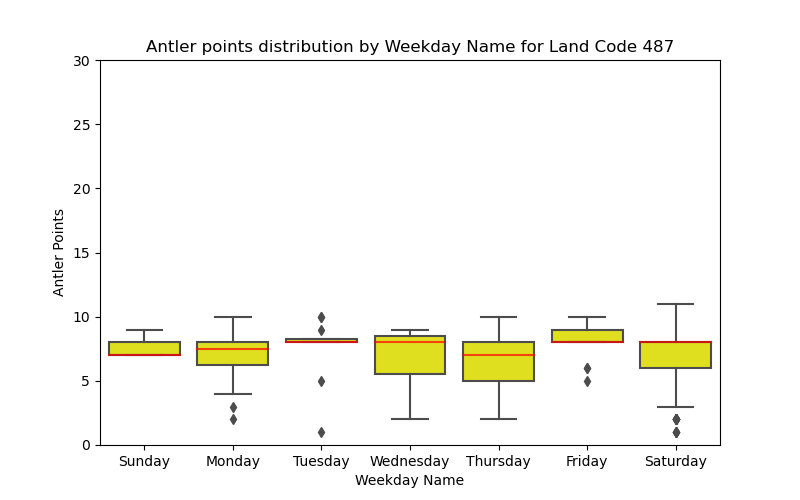 Antler points distribution by Weekday Name for Land Code 487
30
25
20
15
10
5
0
Antler Points
Sunday Monday Tuesday Wednesday Thursday Friday Saturday
Weekday Name